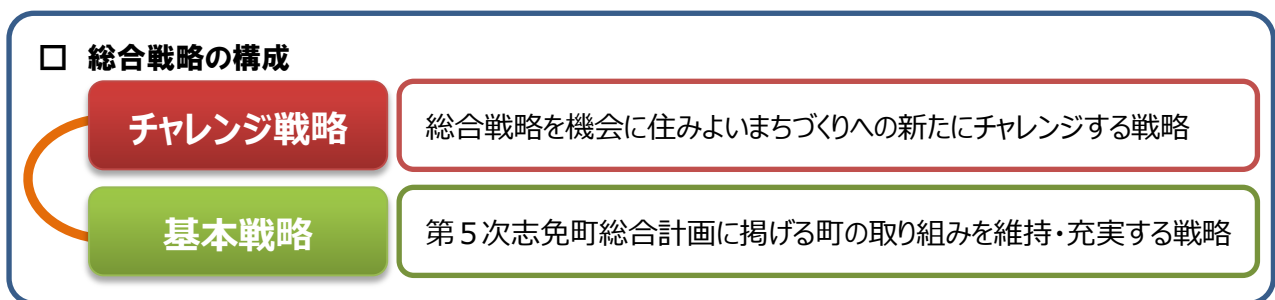 □ 総合戦略の構成
チャレンジ戦略
総合戦略を機会に住みよいまちづくりへの新たにチャレンジする戦略
基本戦略
第５次志免町総合計画に掲げる町の取り組みを維持・充実する戦略